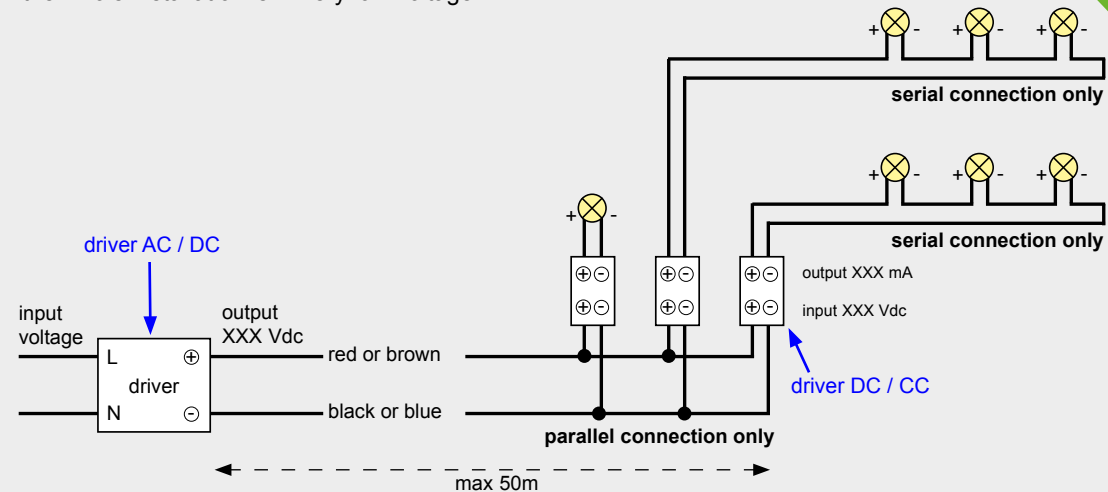 + - + - + -
serial connection only
+ - + - + -
serial connection only
+ -
driver AC / DC
input
voltage
output
XXX Vdc
L +
driver
N -
red or brown
black or blue
+ - + - + -
+ - + - + -
output XXX mA
input XXX Vdc
driver DC / CC
parallel connection only
max 50m